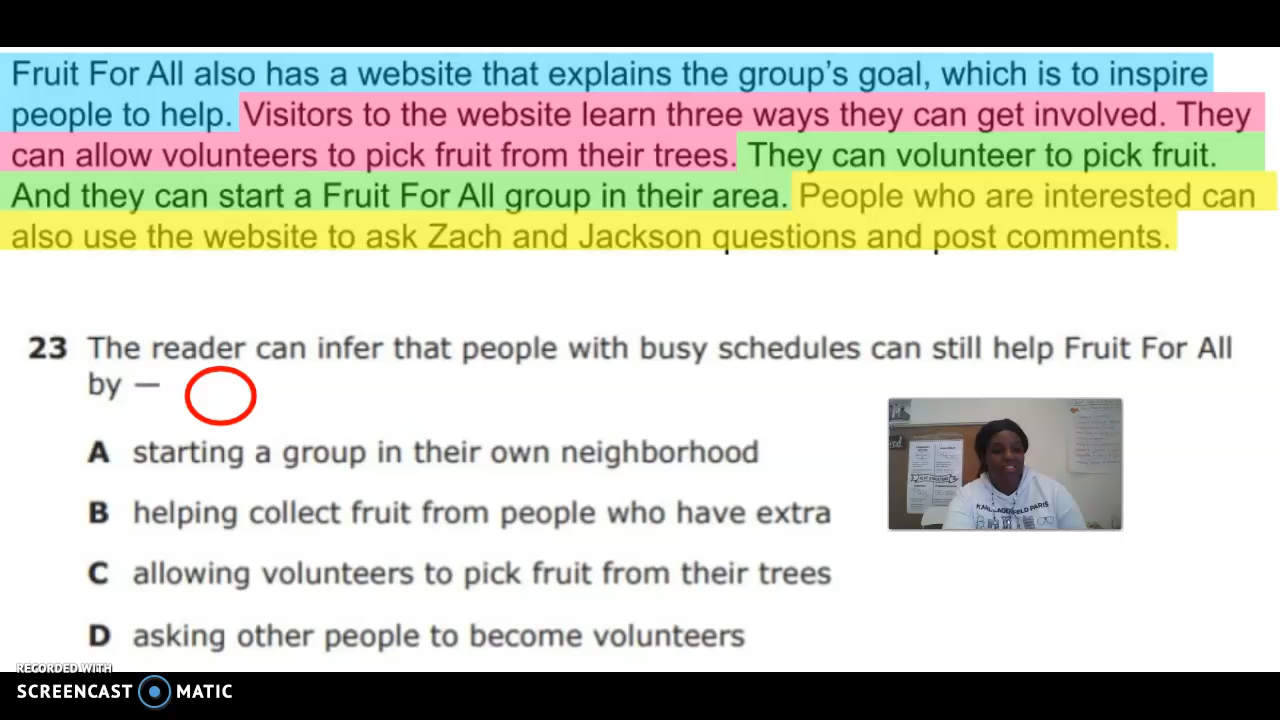 Fruit For All also has a website that explains the group's goal, which is to inspire
people to help. Visitors to the website learn three ways they can get involved. They
can allow volunteers to pick fruit from their trees. They can volunteer to pick fruit.
And they can start a Fruit For All group in their area. People who are interested can
also use the website to ask Zach and Jackson questions and post comments.
23 The reader can infer that people with busy schedules can still help Fruit For All
by —
A starting a group in their own neighborhood
B helping collect fruit from people who have extra
C allowing volunteers to pick fruit from their trees
D asking other people to become volunteers
KARL LAGERFELD PARIS
RECORDED WITH
SCREENCAST MATIC